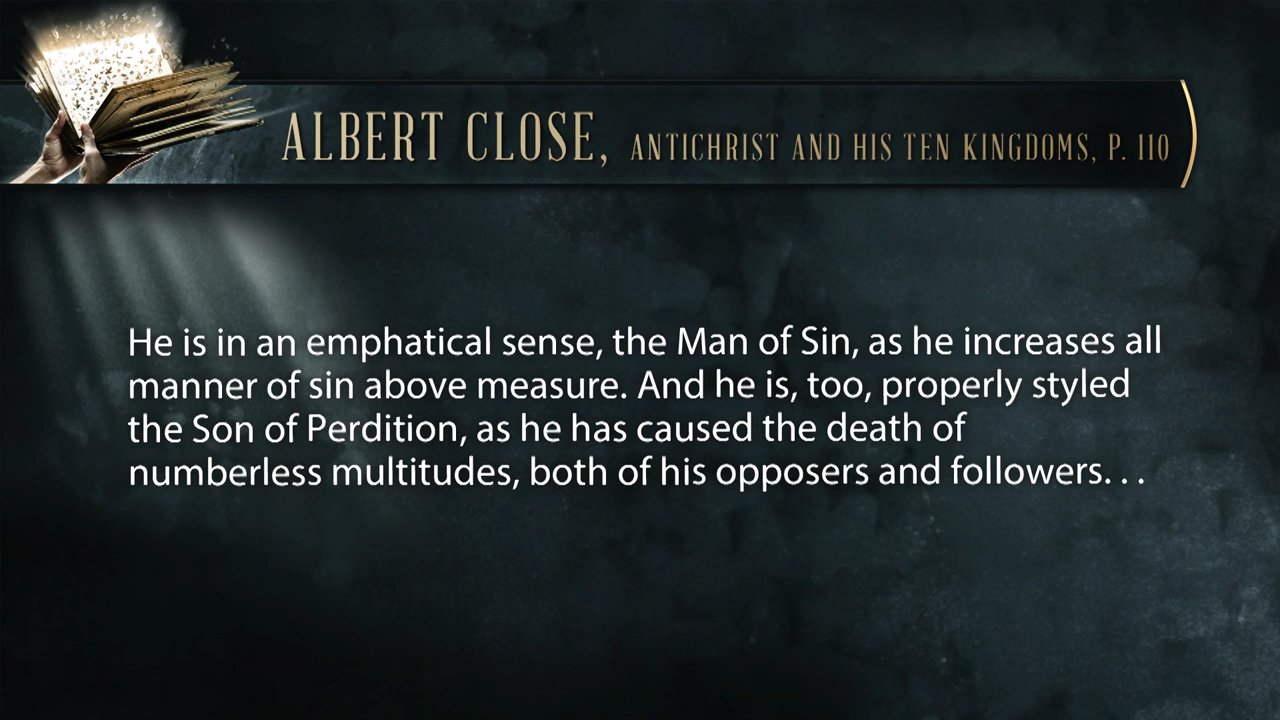 ALBERT CLOSE, ANTICHRIST AND HIS TEN KINGDOMS, P. 110
He is in an emphatical sense, the Man of Sin, as he increases all
manner of sin above measure. And he is, too, properly styled
the Son of Perdition, as he has caused the death of
numberless multitudes, both of his opposers and followers. . .